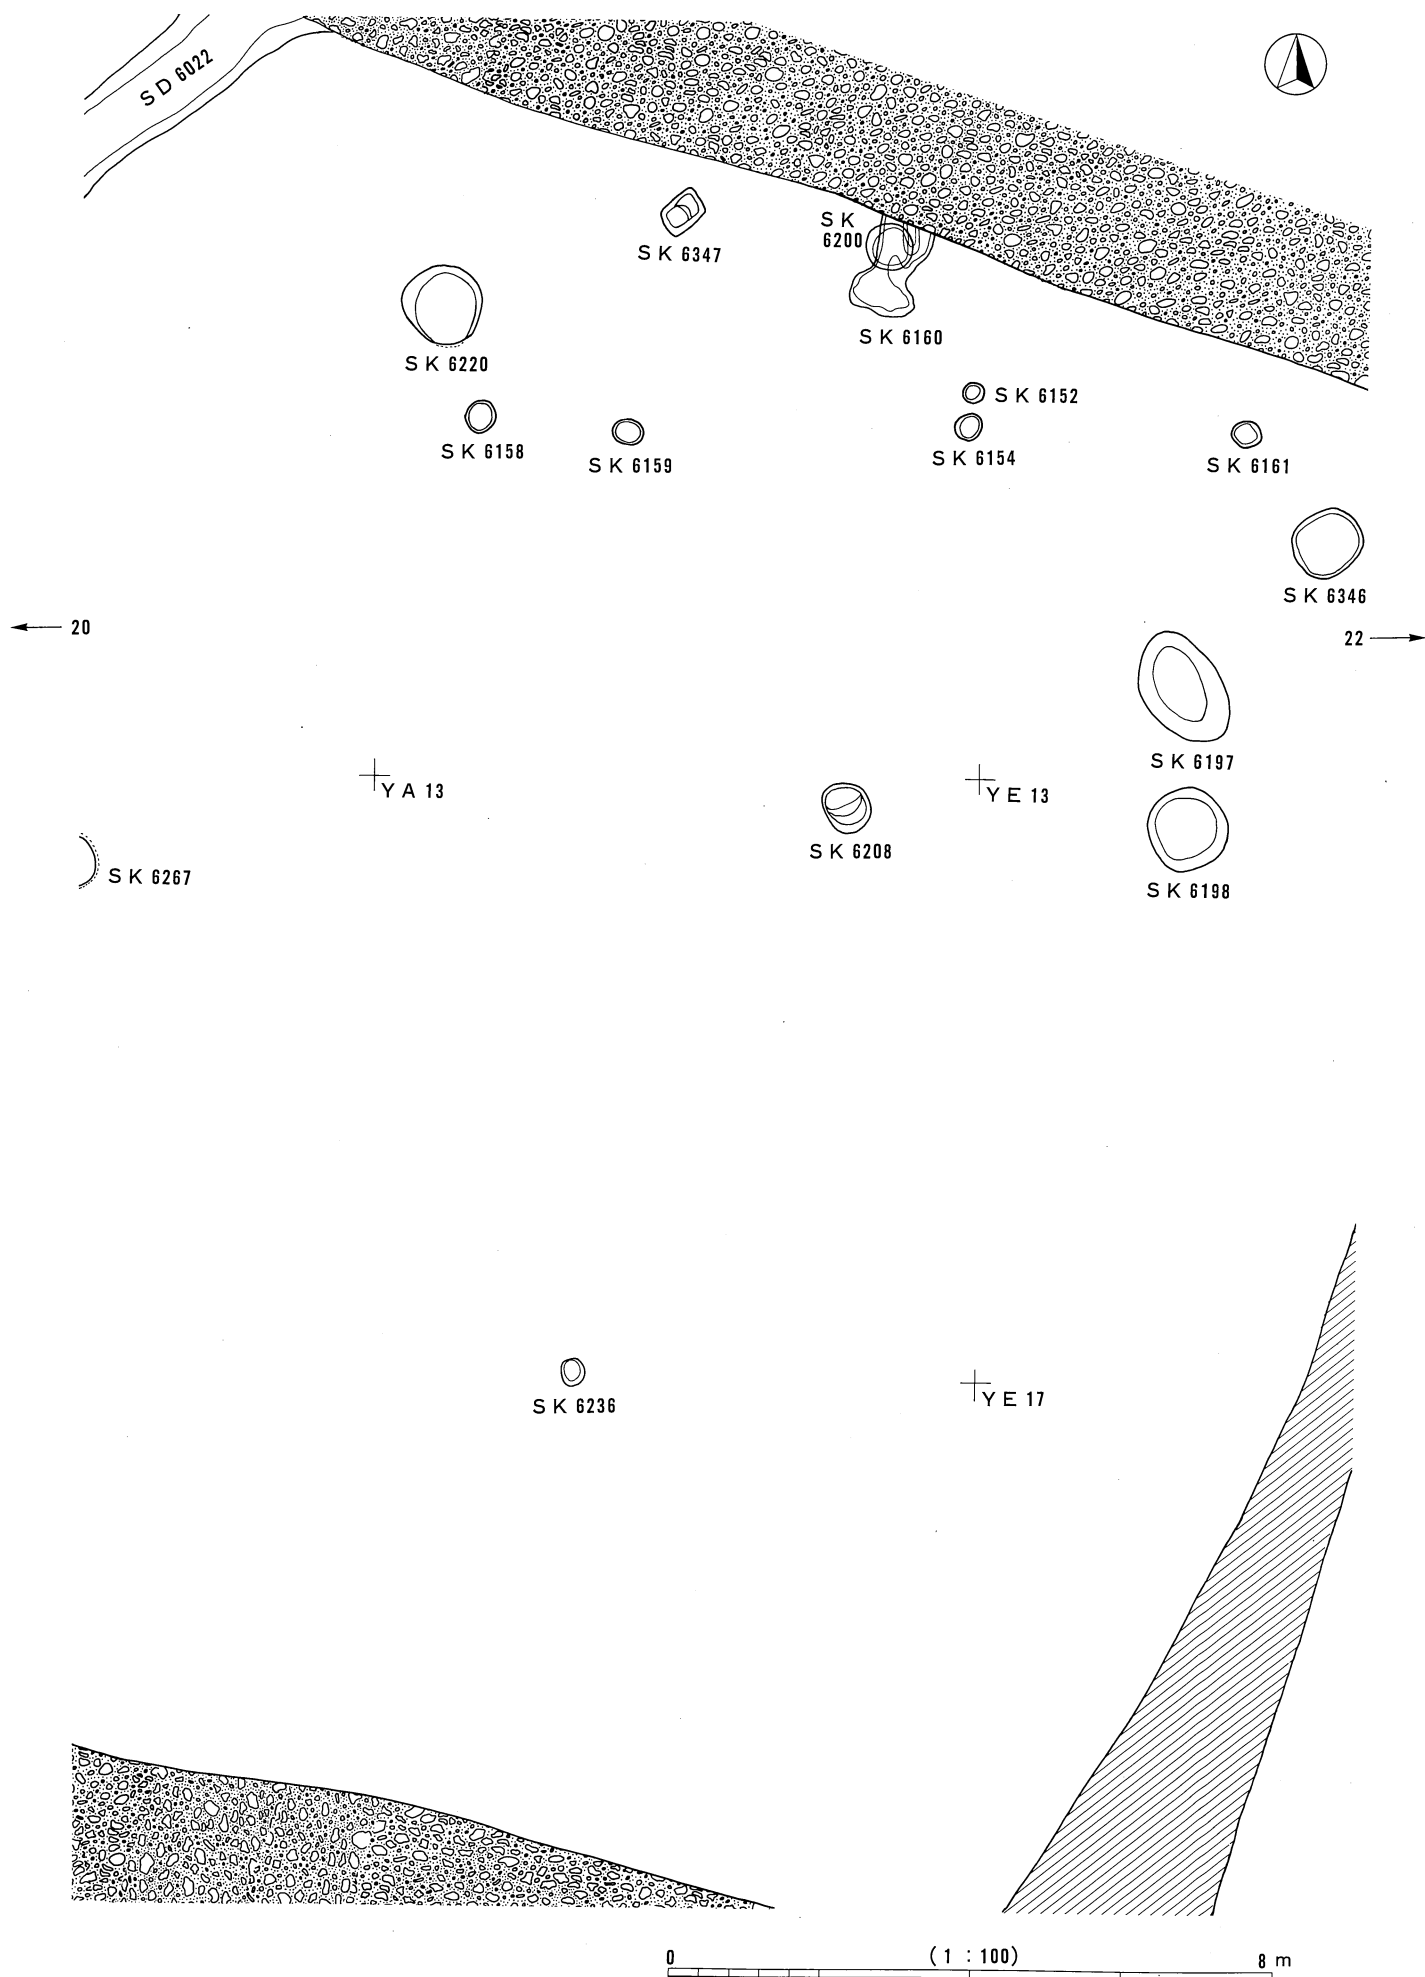 SD 6022
SK 6347
SK
6200
SK 6160
SK 6220
SK 6152
SK 6158
SK 6159
SK 6154
SK 6161
SK 6346
20
22
SK 6197
YA 13
YE 13
SK 6208
SK 6267
SK 6198
SK 6236
YE 17
0 (1 : 100) 8 m